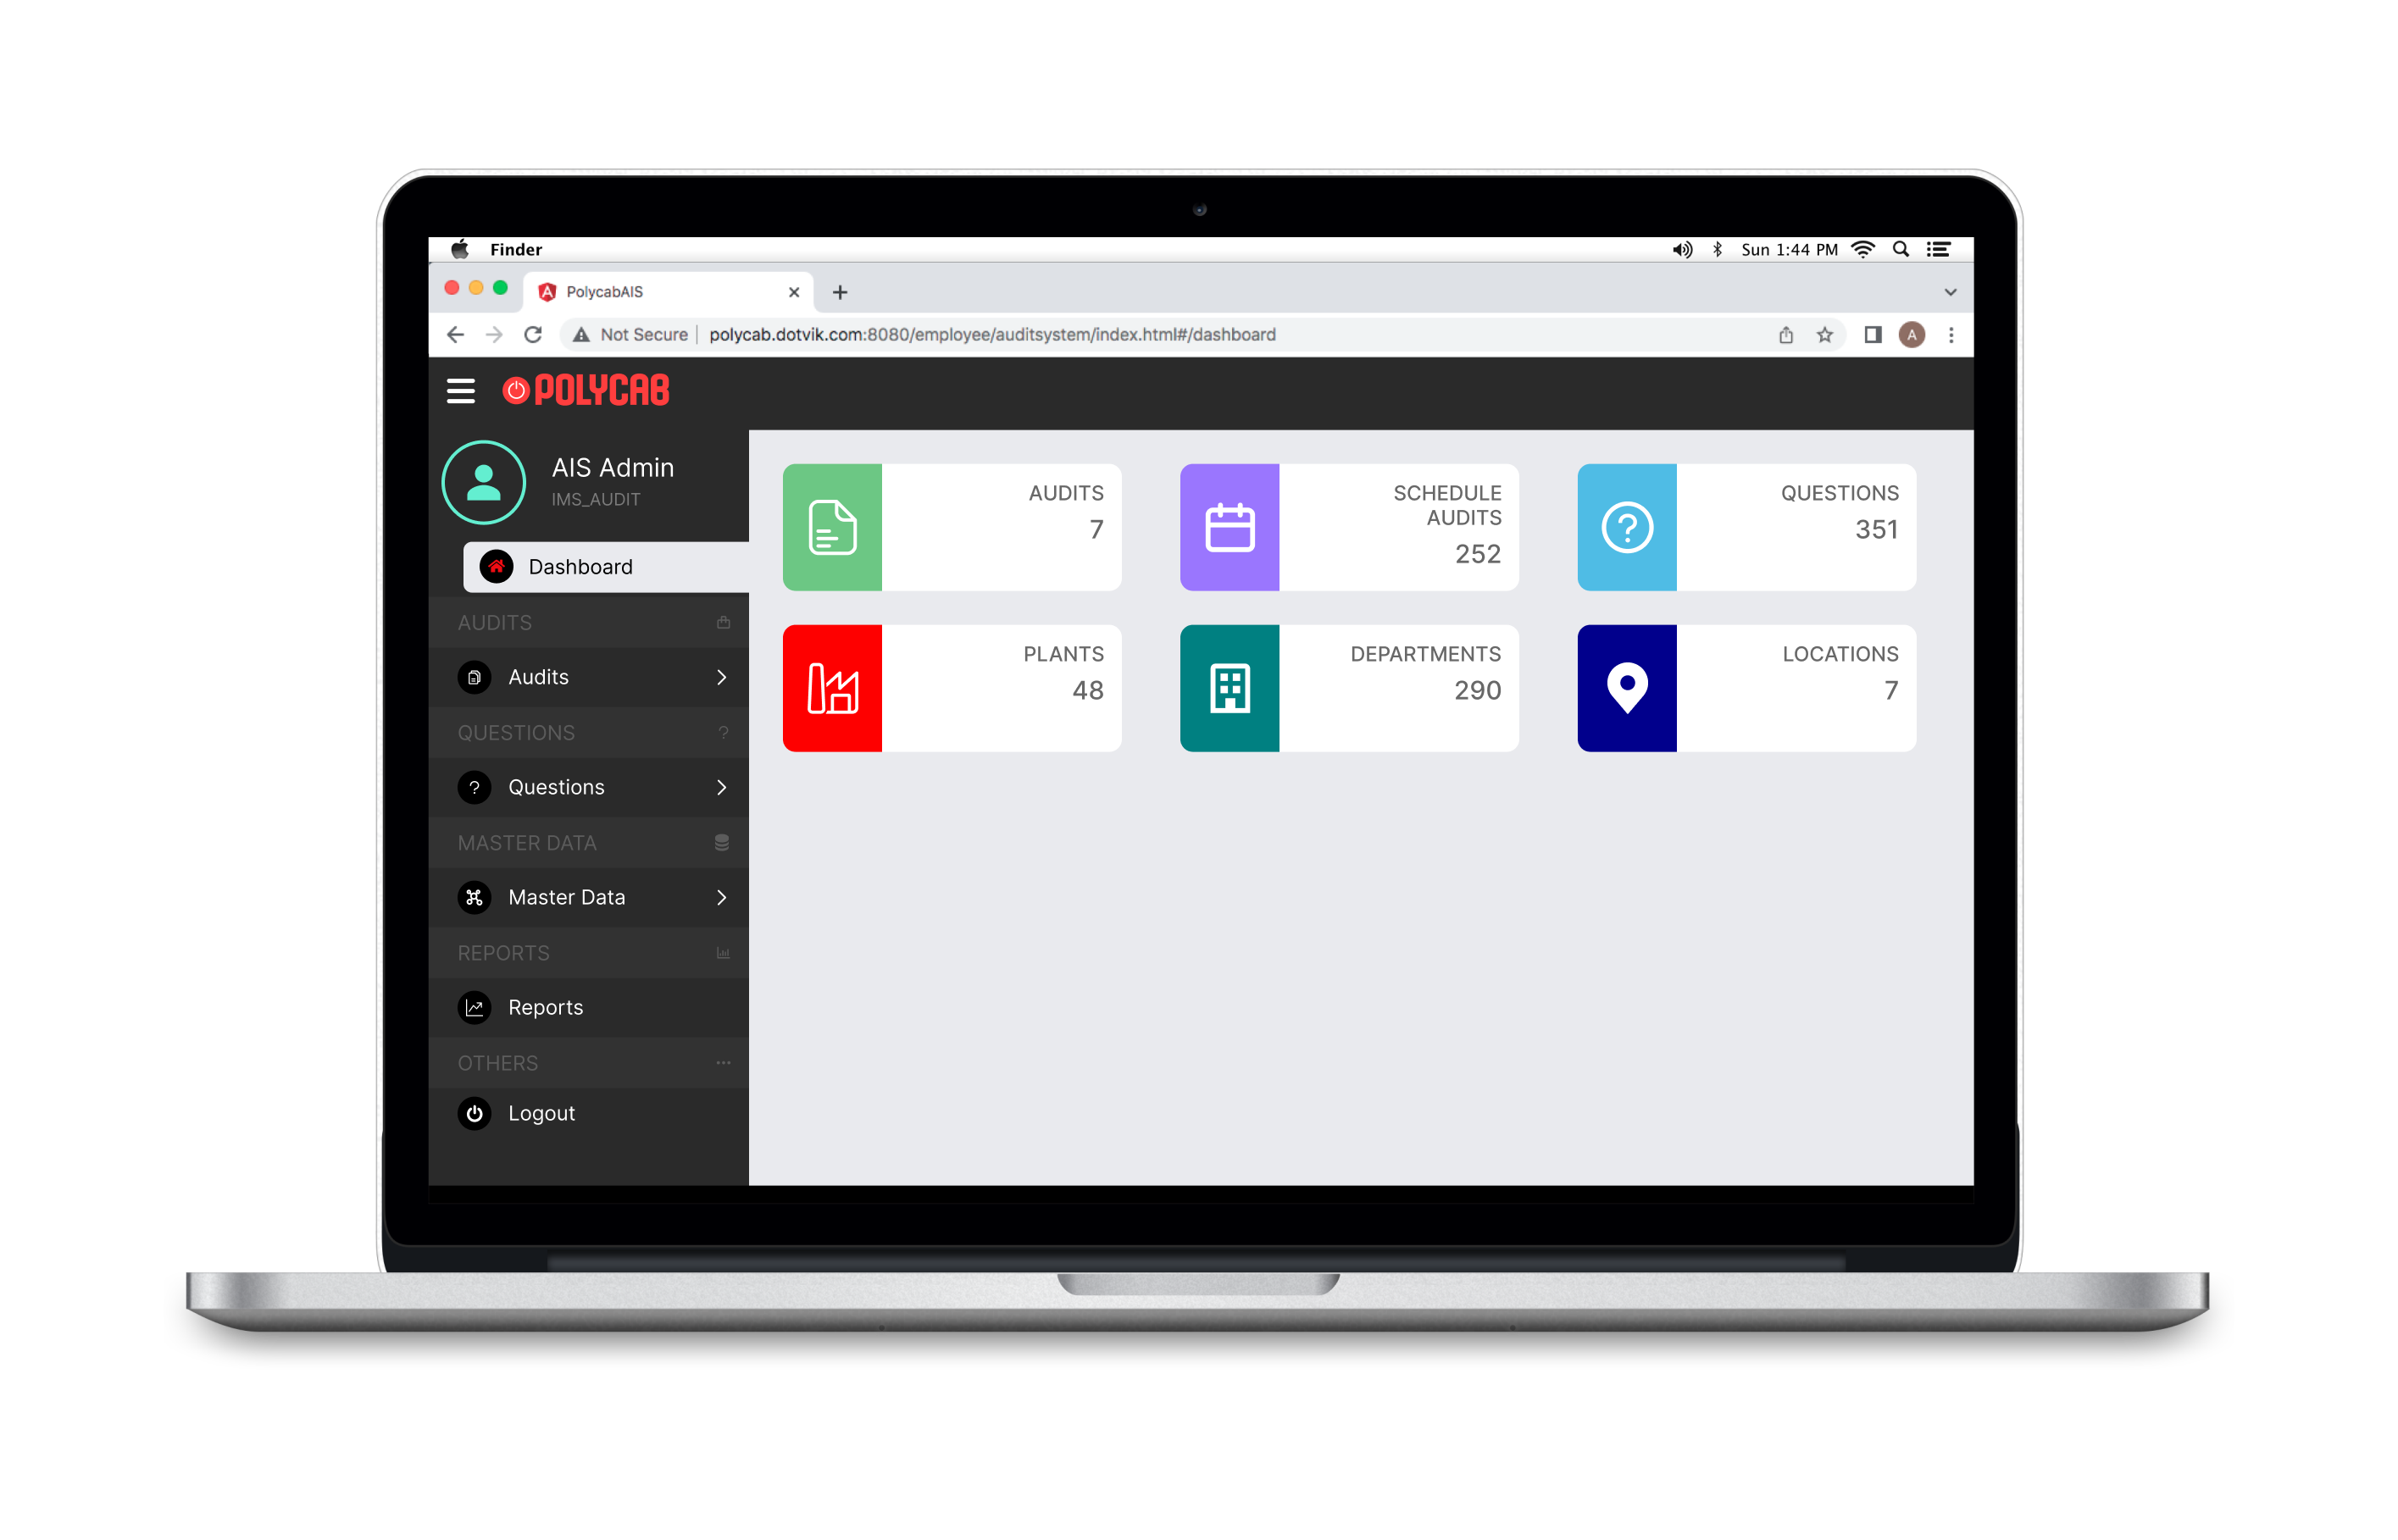 Finder
Sun 1:44 PM
PolycabAIS
Not Secure
polycab.dotvik.com:8080/employee/auditsystem/index.html#/dashboard
A
POLYCAB
AIS Admin
IMS_AUDIT
Dashboard
AUDITS
Audits
QUESTIONS
?
? Questions
MASTER DATA
Master Data
REPORTS
Reports
OTHERS
Logout
AUDITS
7
SCHEDULE
AUDITS
252
QUESTIONS
351
PLANTS
48
DEPARTMENTS
290
LOCATIONS
7